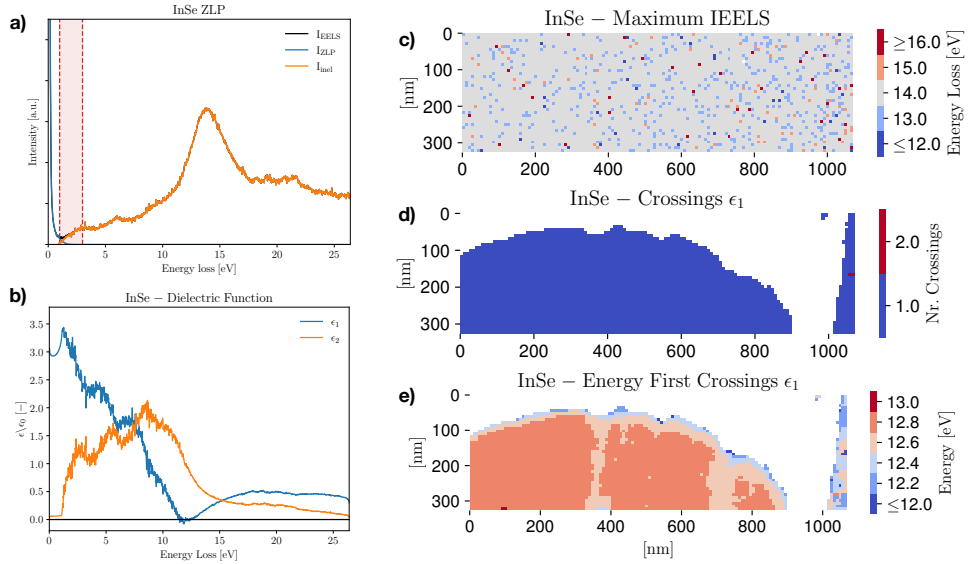 a)
InSe ZLP
I_EELS
I_ZLP
I_inel
Intensity [a.u.]
0 5 10 15 20 25
Energy loss [eV]
b)
InSe − Dielectric Function
ϵ₁
ϵ₂
3.5
3.0
2.5
2.0
1.5
1.0
0.5
0.0
ϵ\ϵ₀ [−]
0 5 10 15 20 25
Energy Loss [eV]
c)
InSe − Maximum IEELS
0
100
200
300
[nm]
0 200 400 600 800 1000
≥16.0
15.0
14.0
13.0
≤12.0
Energy Loss [eV]
d)
InSe − Crossings ϵ₁
0
100
200
300
[nm]
0 200 400 600 800 1000
2.0
1.0
Nr. Crossings
e)
InSe − Energy First Crossings ϵ₁
0
100
200
300
[nm]
0 200 400 600 800 1000
[nm]
13.0
12.8
12.6
12.4
12.2
≤12.0
Energy [eV]